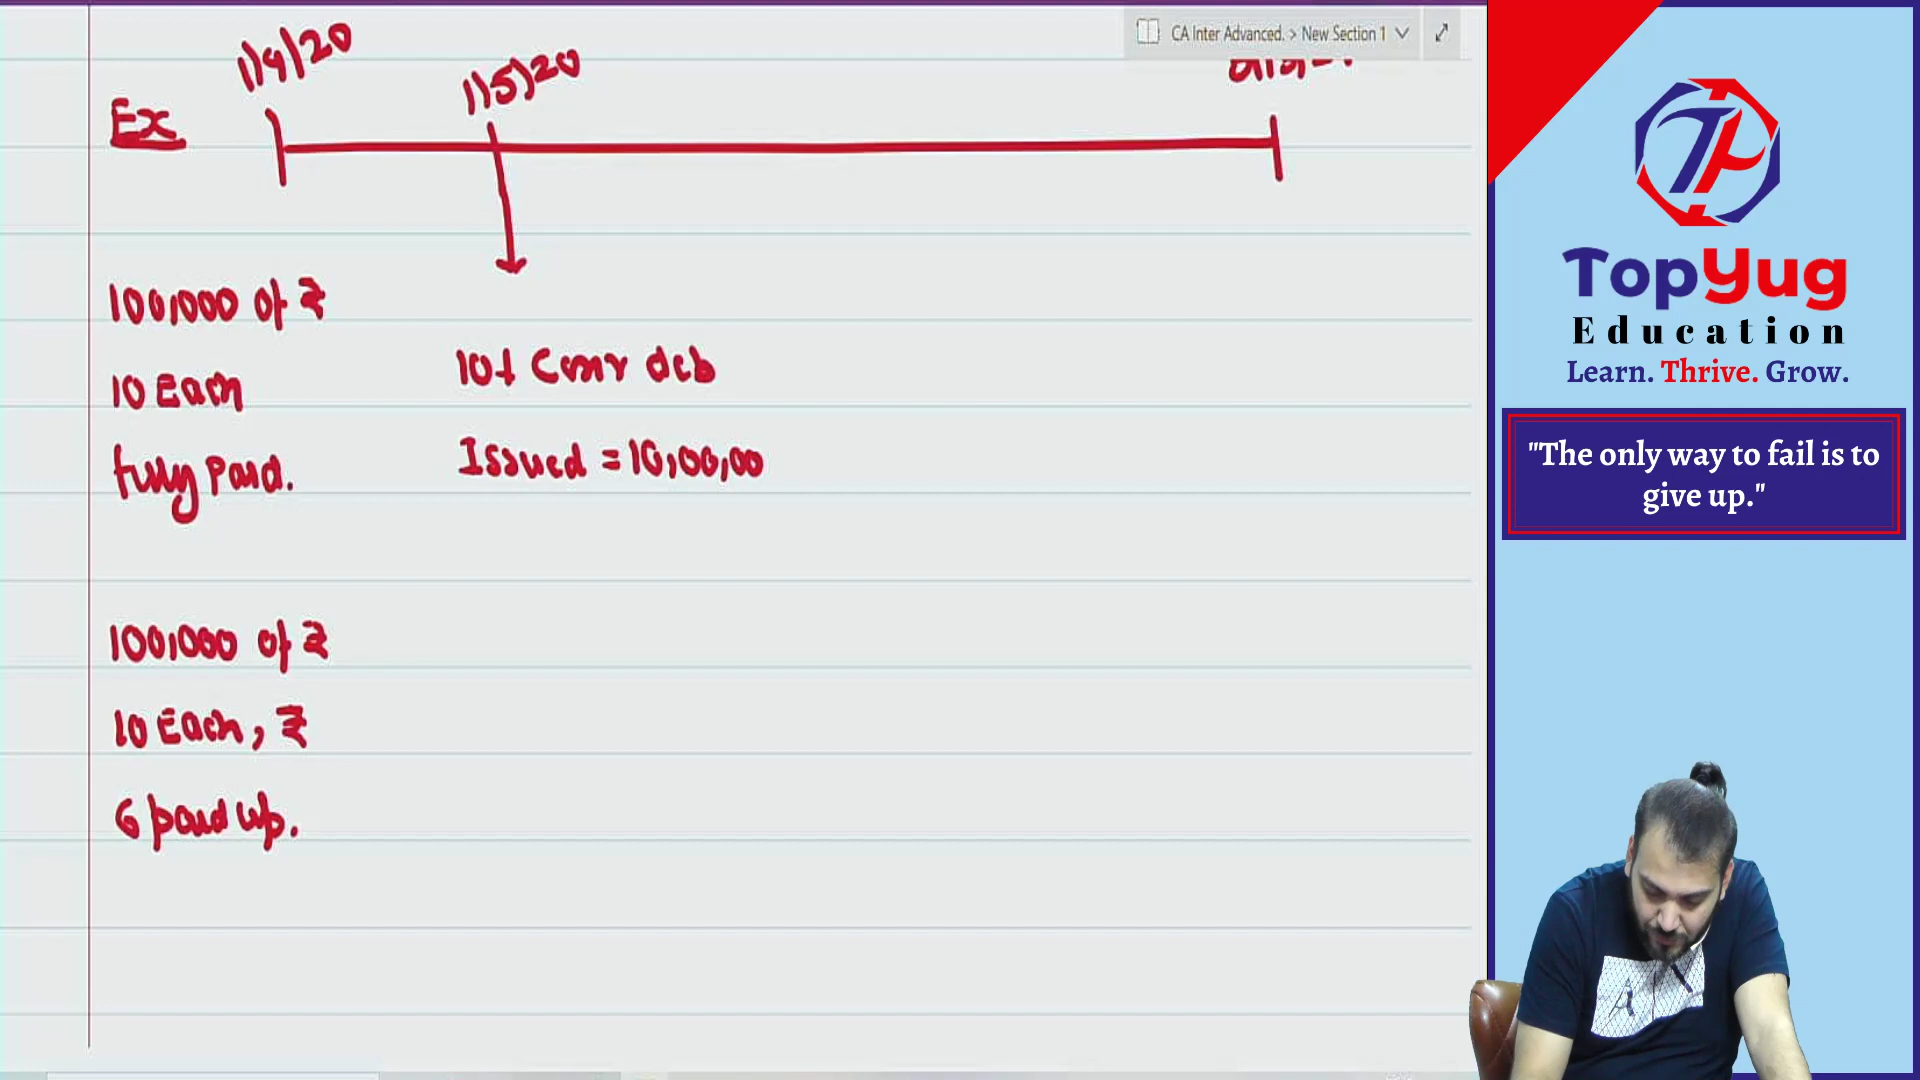 CA Inter Advanced. > New Section 1
1/4/20
1/5/20
Ex
100,000 of ₹
10 Each
fully Paid.
10% Conv deb
Issued = 10,00,00
100,000 of ₹
10 Each, ₹
6 paid up.
TopYug
Education
Learn. Thrive. Grow.
"The only way to fail is to
give up."